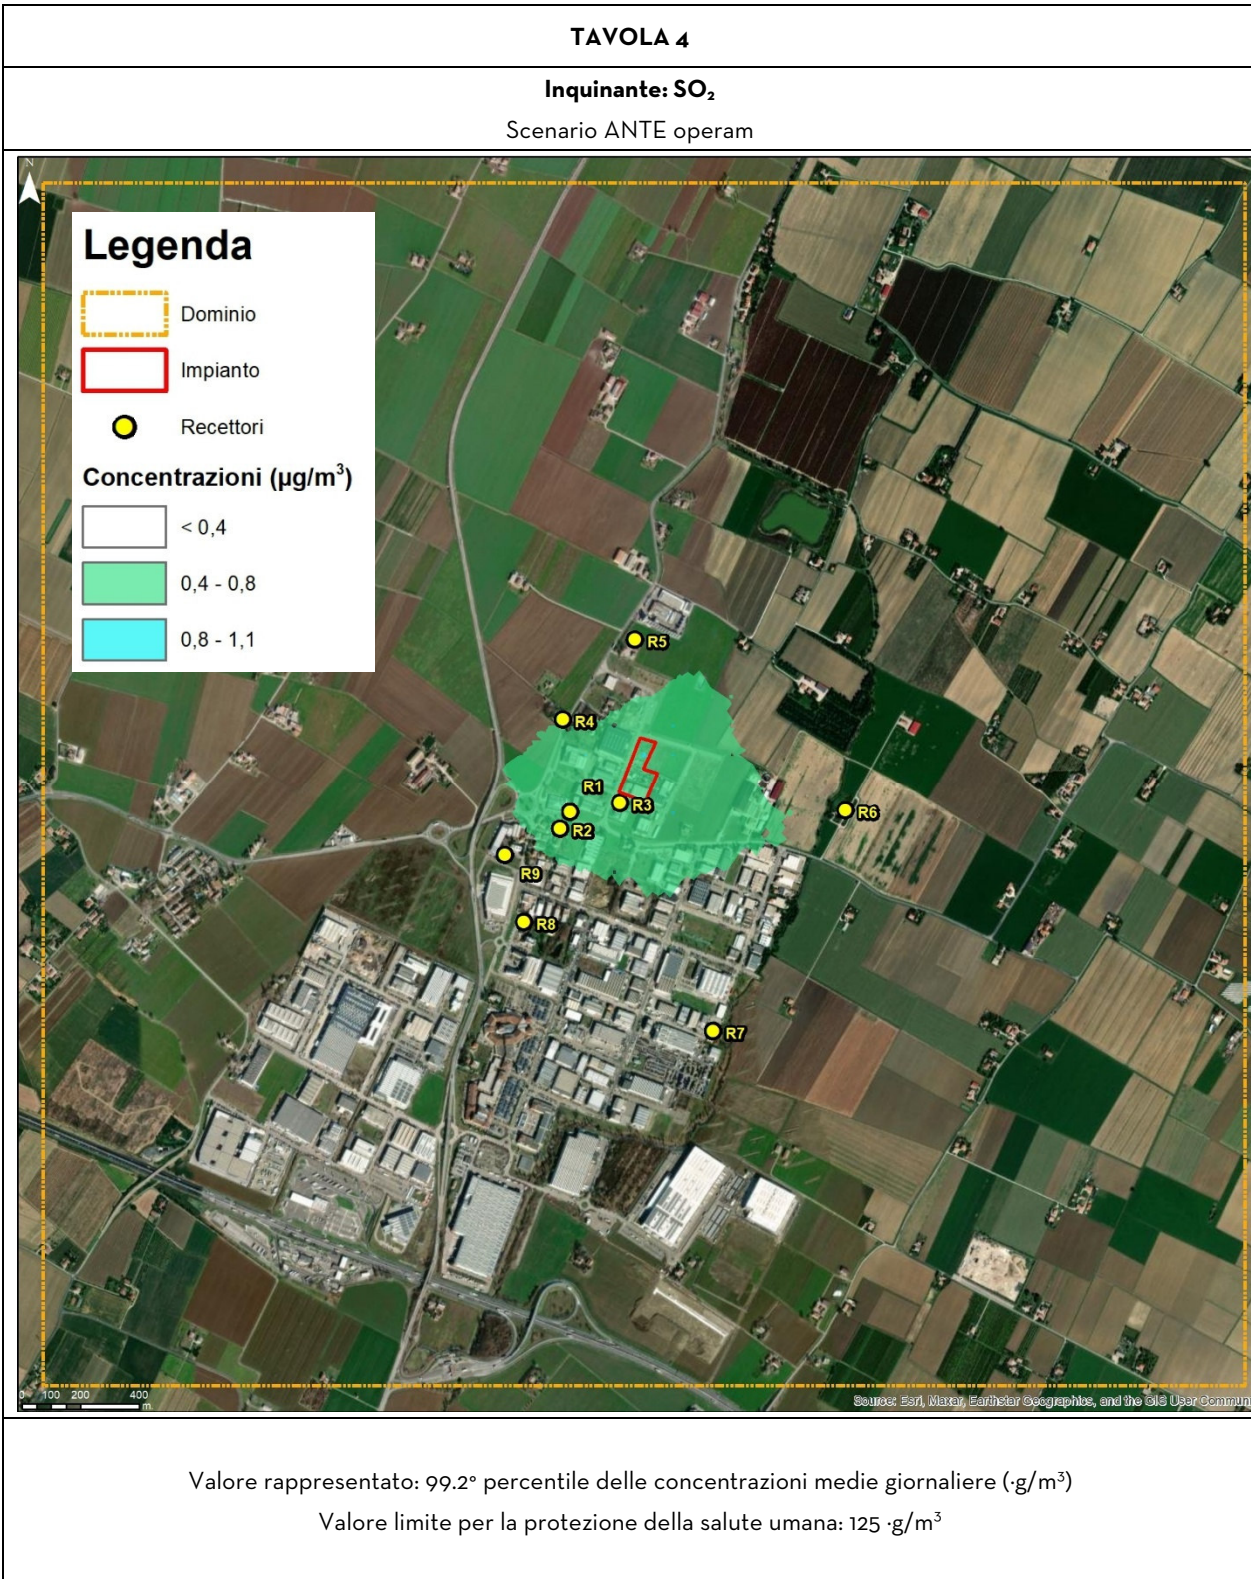 TAVOLA 4
Inquinante: SO₂
Scenario ANTE operam
N
Legenda
Dominio
Impianto
Recettori
Concentrazioni (µg/m³)
< 0,4
0,4 - 0,8
0,8 - 1,1
R5
R4
R1
R3
R6
R2
R9
R8
R7
0 100 200 400
m.
Source: Esri, Maxar, Earthstar Geographics, and the GIS User Commun
Valore rappresentato: 99.2° percentile delle concentrazioni medie giornaliere (·g/m³)
Valore limite per la protezione della salute umana: 125 ·g/m³